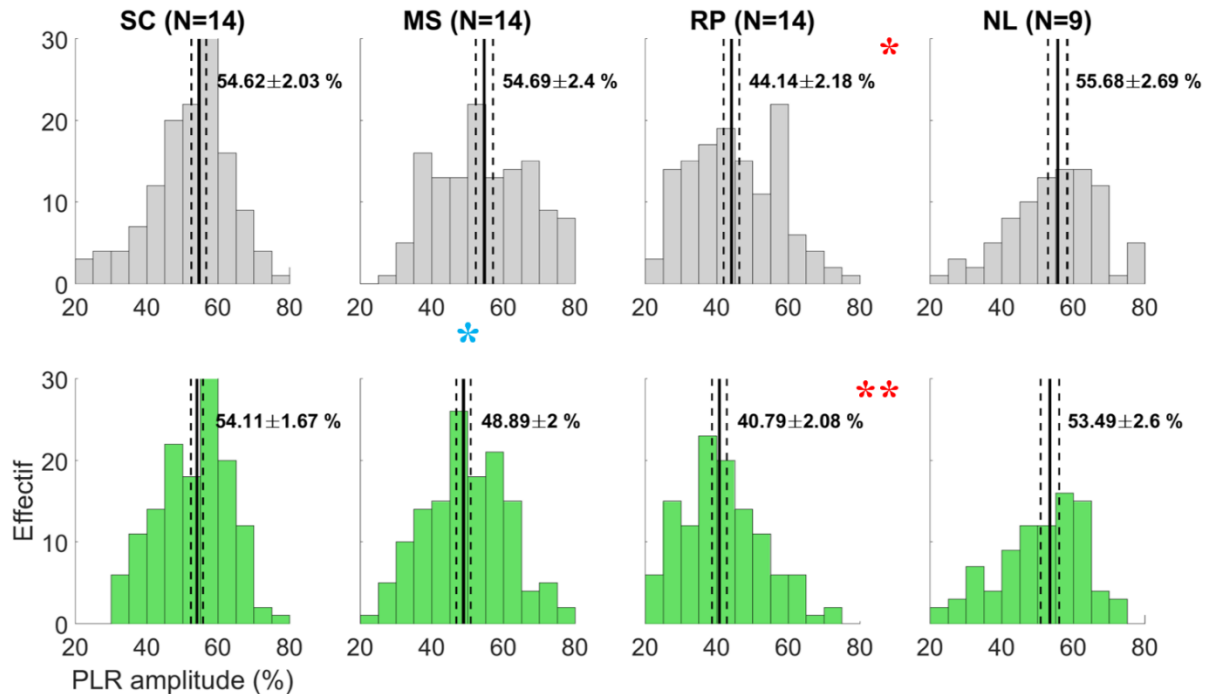 SC (N=14) MS (N=14) RP (N=14) NL (N=9)
30 *
54.62±2.03 % 54.69±2.4 % 44.14±2.18 % 55.68±2.69 %
20
10
0
20 40 60 80 20 40 60 80 20 40 60 80 20 40 60 80
*
30 **
54.11±1.67 % 48.89±2 % 40.79±2.08 % 53.49±2.6 %
20
Effectif
10
0
20 40 60 80 20 40 60 80 20 40 60 80 20 40 60 80
PLR amplitude (%)